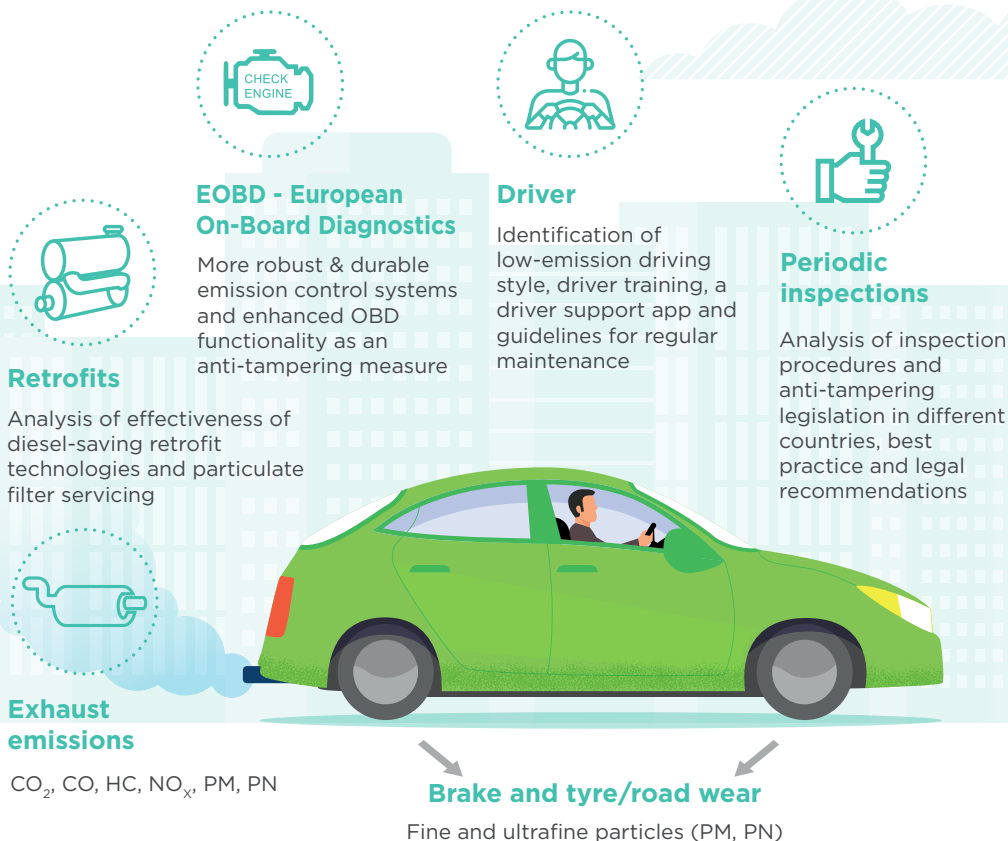 CHECK
ENGINE
EOBD - European
On-Board Diagnostics
More robust & durable
emission control systems
and enhanced OBD
functionality as an
anti-tampering measure
Driver
Identification of
low-emission driving
style, driver training, a
driver support app and
guidelines for regular
maintenance
Periodic
inspections
Analysis of inspection
procedures and
anti-tampering
legislation in different
countries, best
practice and legal
recommendations
Retrofits
Analysis of effectiveness of
diesel-saving retrofit
technologies and particulate
filter servicing
Exhaust
emissions
CO₂, CO, HC, NOₓ, PM, PN
Brake and tyre/road wear
Fine and ultrafine particles (PM, PN)